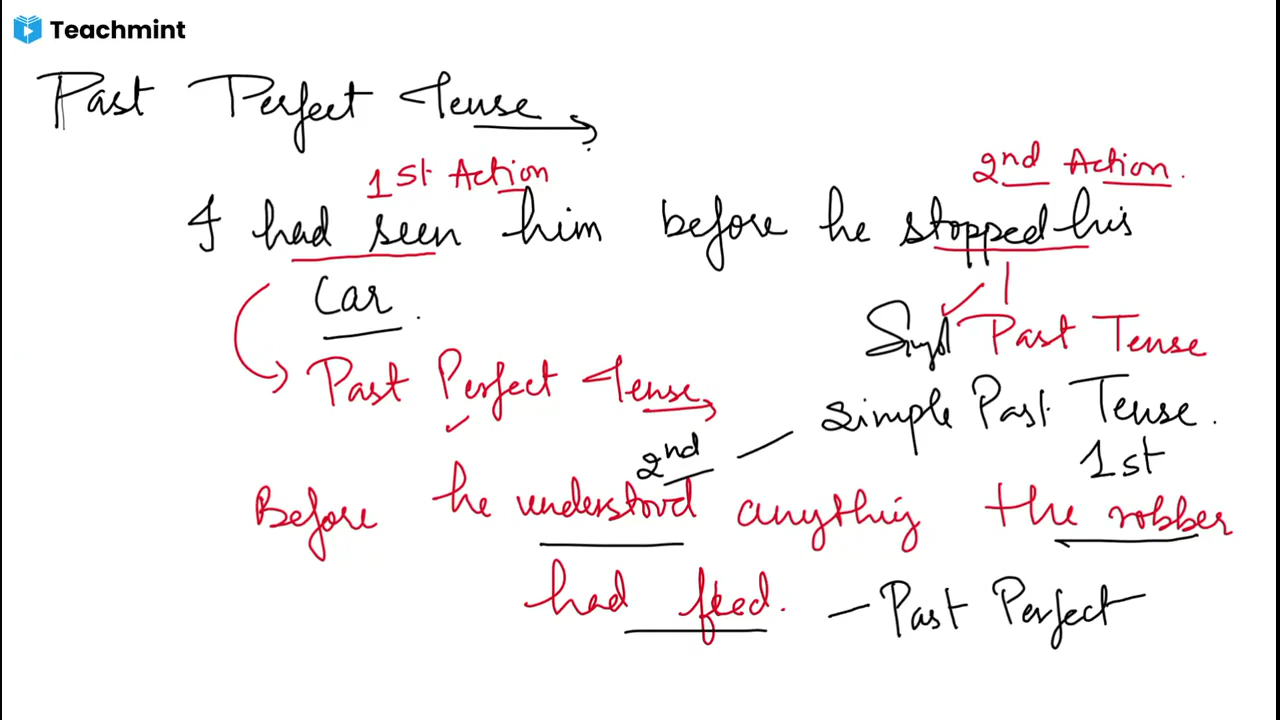 Teachmint
Past Perfect Tense
1st Action
2nd Action.
I had seen him before he stopped his
Car.
Past Tense
Past Perfect Tense
Simple Past Tense.
2nd
1st
Before he understood anything the robber
had fled. - Past Perfect